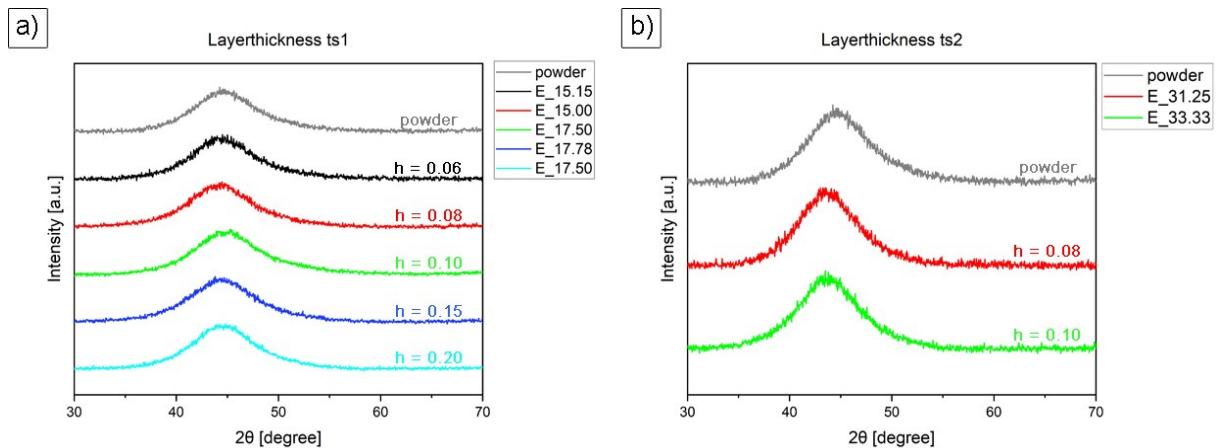 a)
Layerthickness ts1
Intensity [a.u.]
powder
h = 0.06
h = 0.08
h = 0.10
h = 0.15
h = 0.20
30 40 50 60 70
2θ [degree]
powder
E_15.15
E_15.00
E_17.50
E_17.78
E_17.50
b)
Layerthickness ts2
Intensity [a.u.]
powder
h = 0.08
h = 0.10
30 40 50 60 70
2θ [degree]
powder
E_31.25
E_33.33